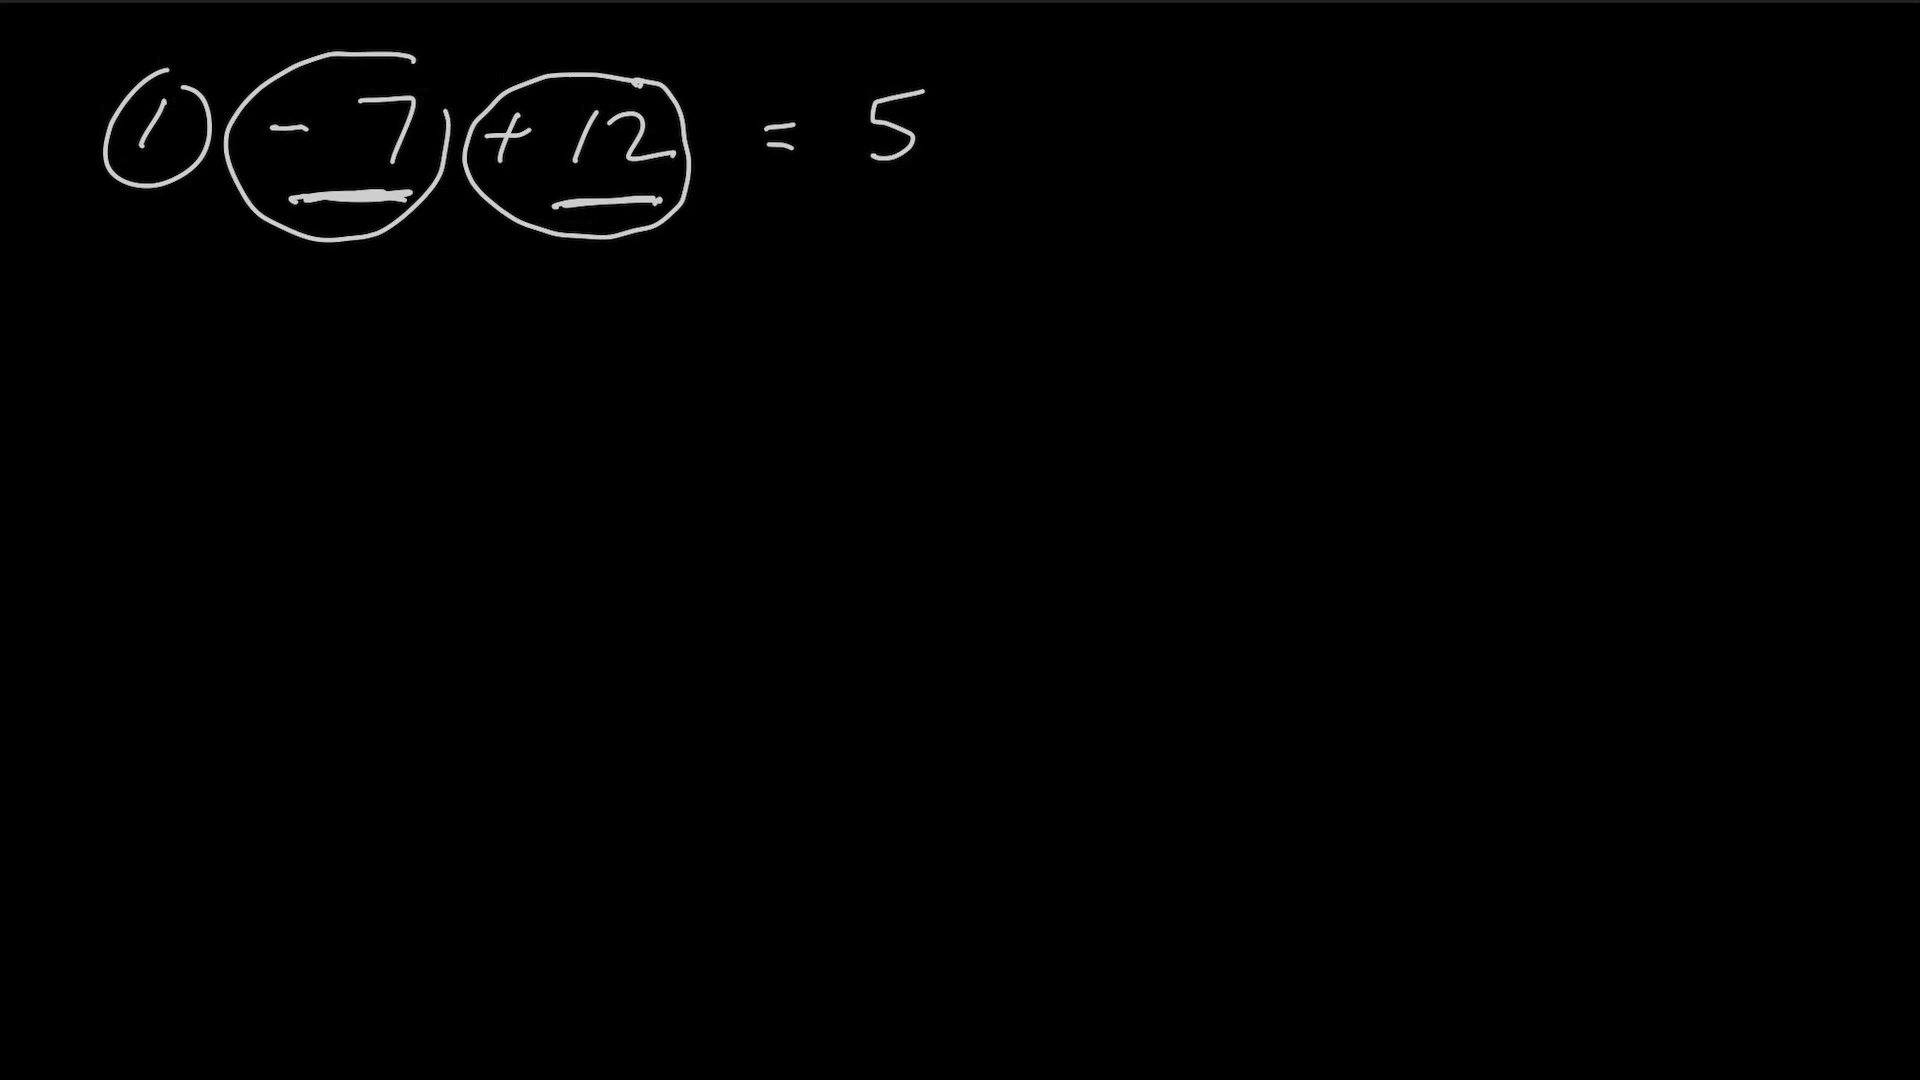 ① - 7 + 12 = 5